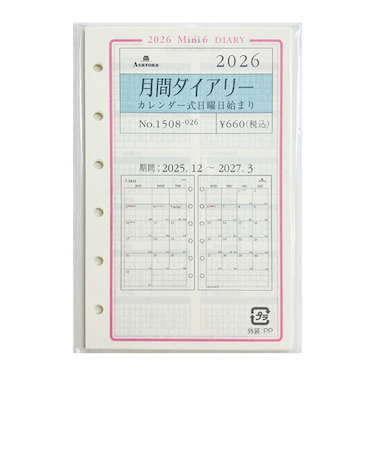 2026 Mini6 DIARY
ASHFORD 2026
月間ダイアリー
カレンダー式日曜日始まり
No.1508-026 ¥660(税込)
期間：2025.12～2027.3
プラ
外装:PP